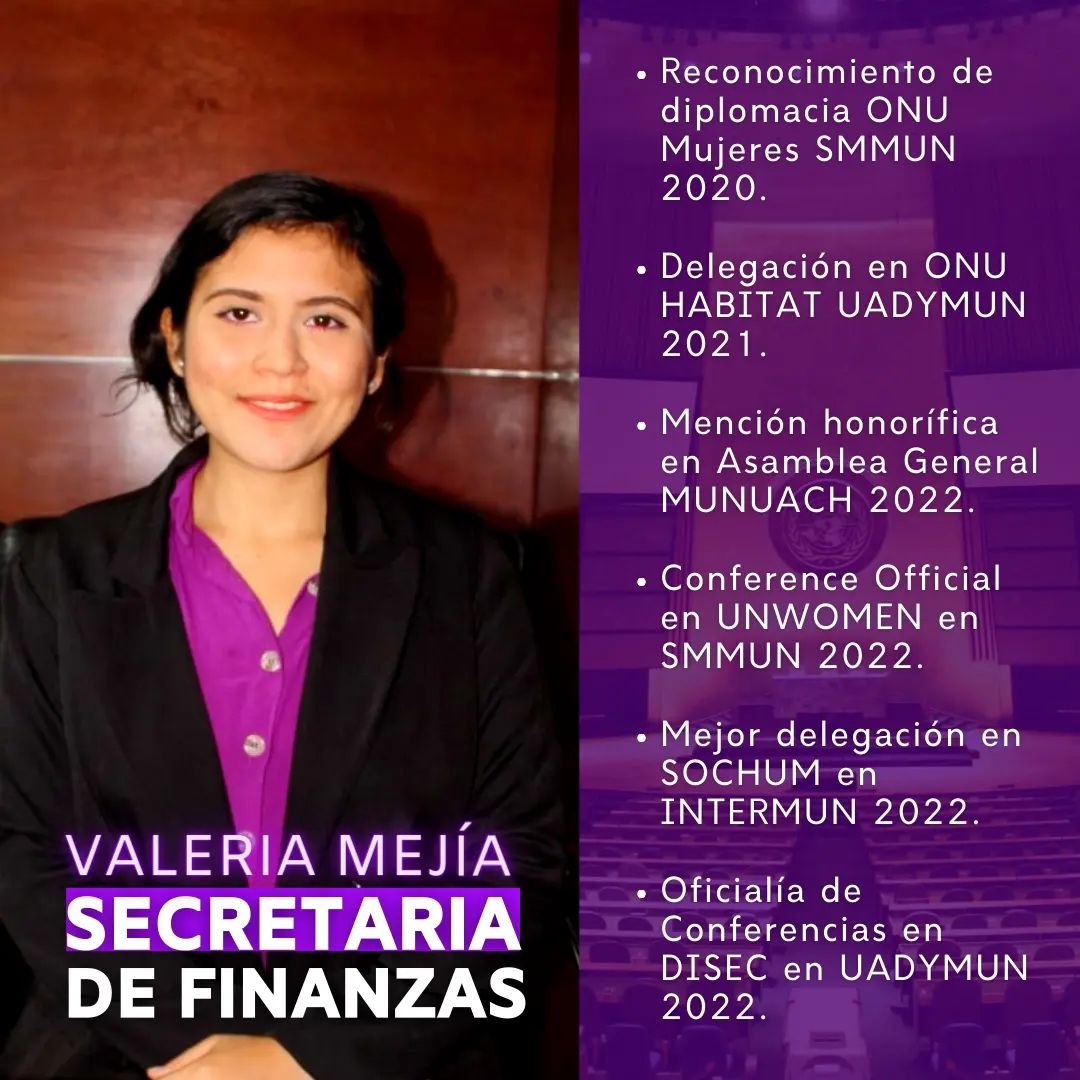 VALERIA MEJÍA
SECRETARIA
DE FINANZAS
• Reconocimiento de
diplomacia ONU
Mujeres SMMUN
2020.
• Delegación en ONU
HABITAT UADYMUN
2021.
• Mención honorífica
en Asamblea General
MUNUACH 2022.
• Conference Official
en UNWOMEN en
SMMUN 2022.
• Mejor delegación en
SOCHUM en
INTERMUN 2022.
• Oficialía de
Conferencias en
DISEC en UADYMUN
2022.